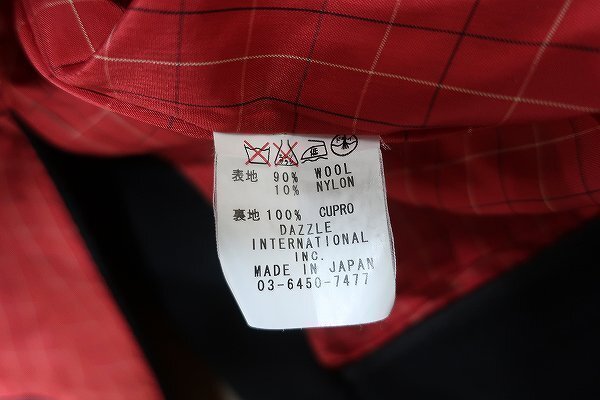 低
表地 90% WOOL
10% NYLON
裏地 100% CUPRO
DAZZLE
INTERNATIONAL
INC.
MADE IN JAPAN
03-6450-7477